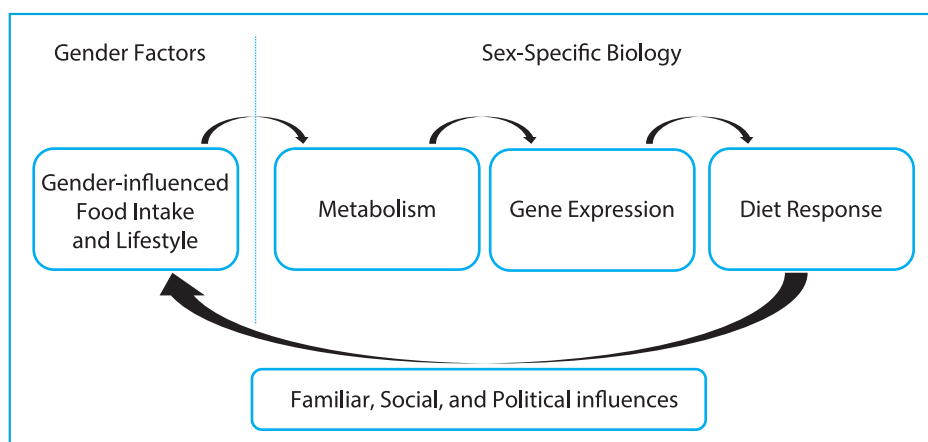 Gender Factors
Sex-Specific Biology
Gender-influenced
Food Intake
and Lifestyle
Metabolism
Gene Expression
Diet Response
Familiar, Social, and Political influences